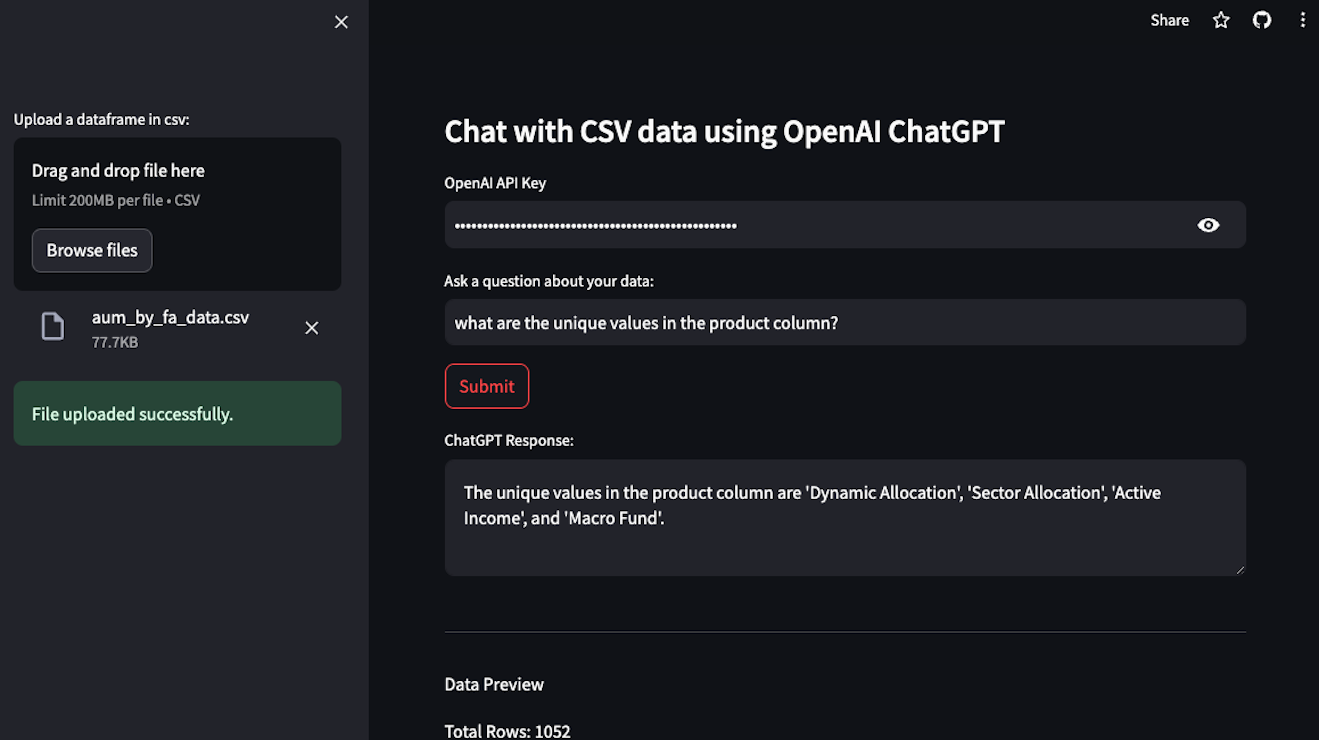 Share
Upload a dataframe in csv:
Drag and drop file here
Limit 200MB per file • CSV
Browse files
aum_by_fa_data.csv
77.7KB
File uploaded successfully.
Chat with CSV data using OpenAI ChatGPT
OpenAI API Key
Ask a question about your data:
what are the unique values in the product column?
Submit
ChatGPT Response:
The unique values in the product column are 'Dynamic Allocation', 'Sector Allocation', 'Active
Income', and 'Macro Fund'.
Data Preview
Total Rows: 1052